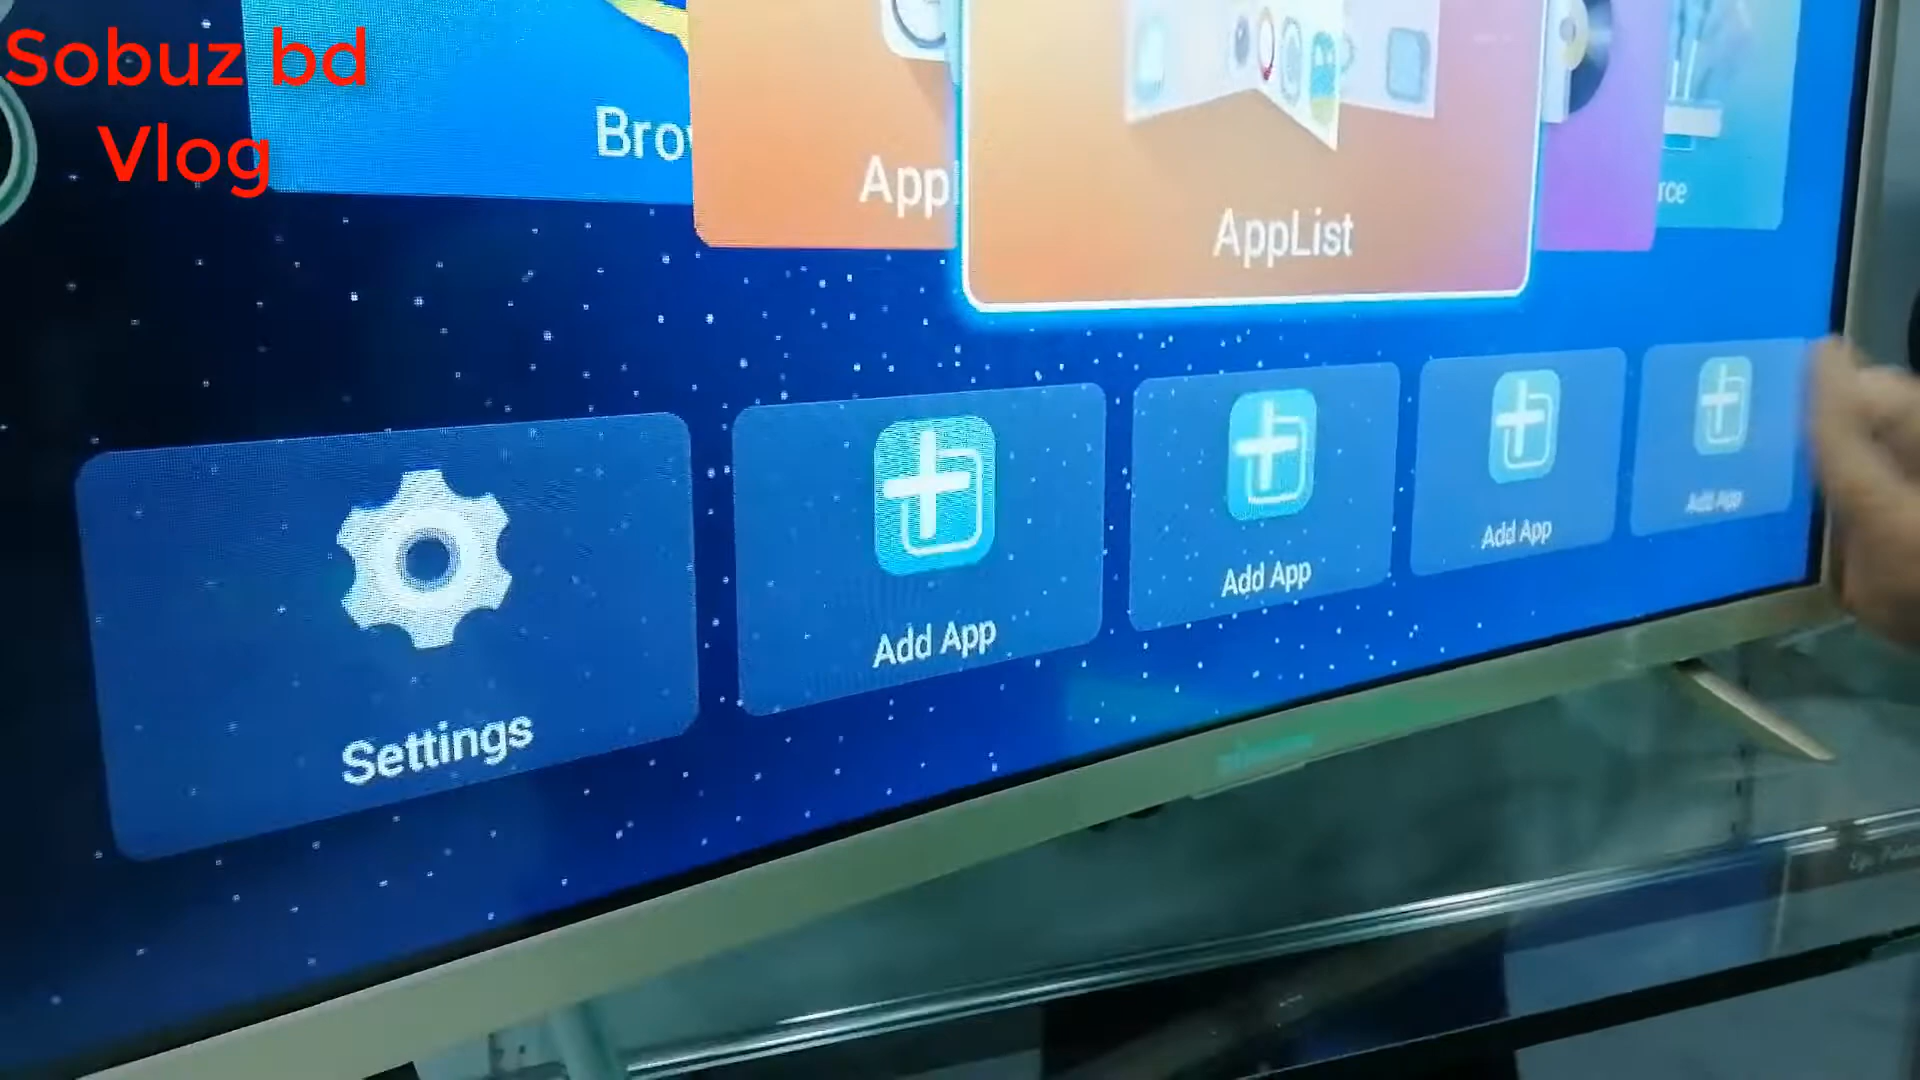 Sobuz bd
Vlog
Bro
App
AppList
rce
Settings
Add App
Add App
Add App
Add App